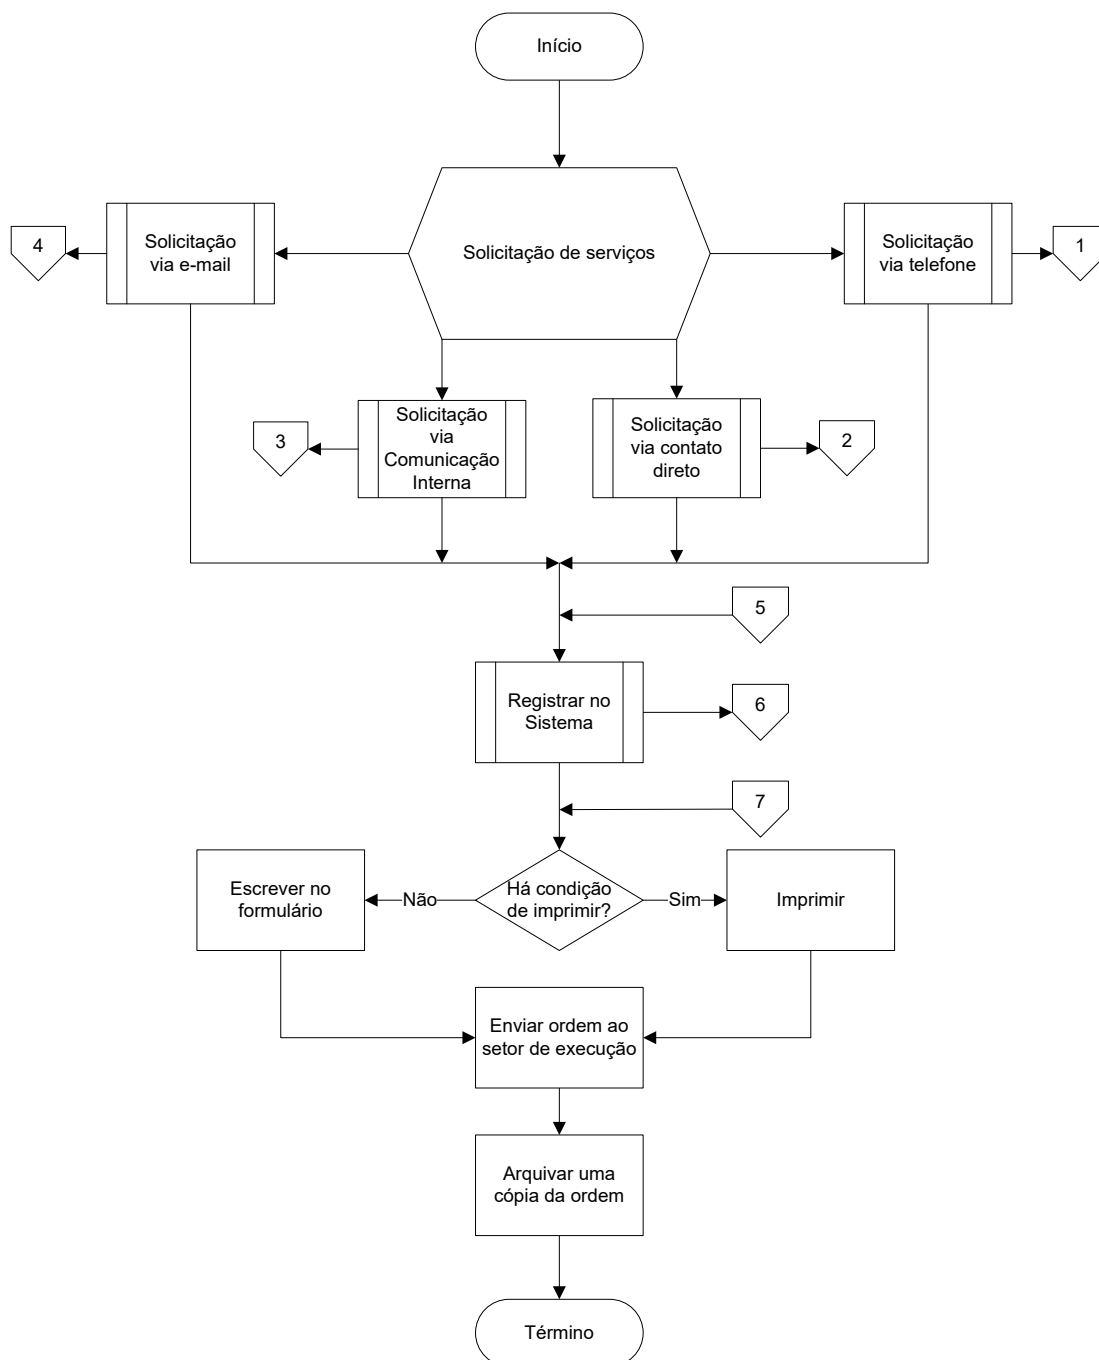 Início
Solicitação de serviços
4
Solicitação
via e-mail
Solicitação
via telefone
1
3
Solicitação
via
Comunicação
Interna
Solicitação
via contato
direto
2
5
Registrar no
Sistema
6
7
Escrever no
formulário
Não
Há condição
de imprimir?
Sim
Imprimir
Enviar ordem ao
setor de execução
Arquivar uma
cópia da ordem
Término